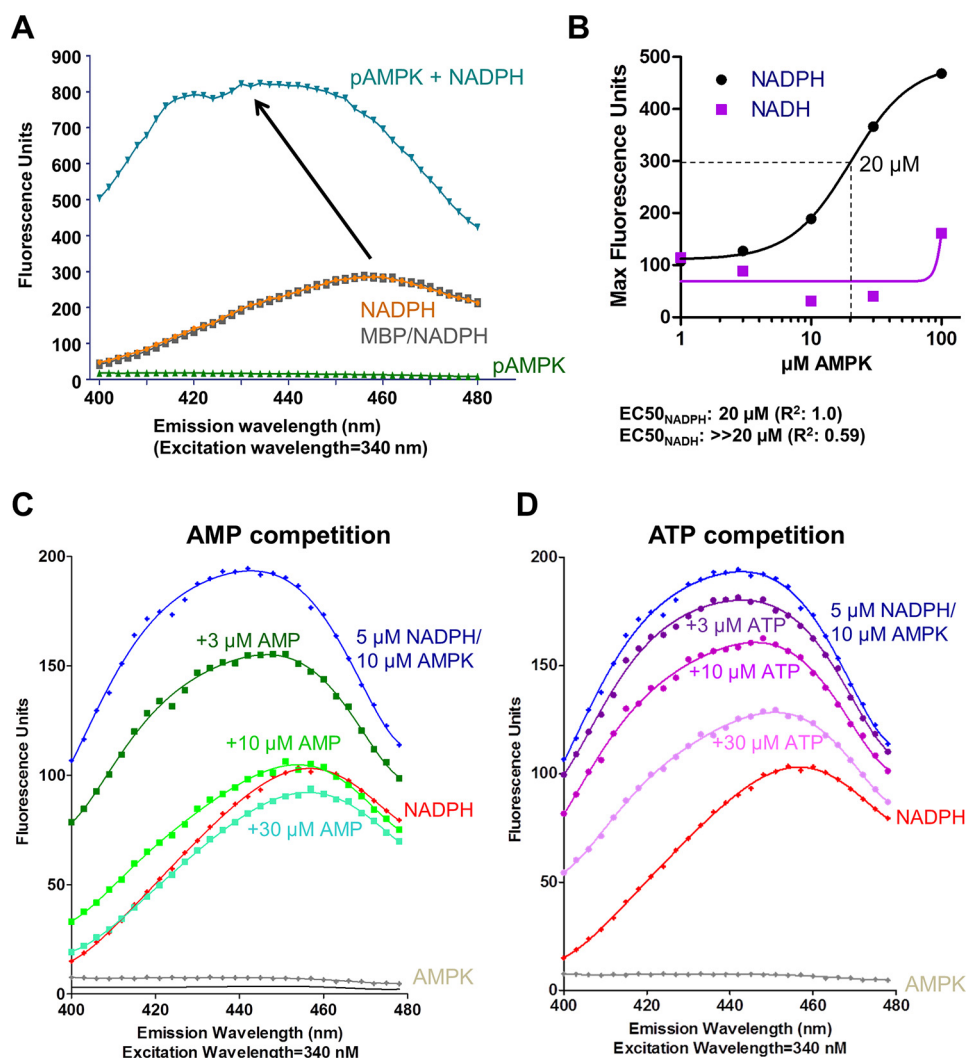 A
900
800
700
600
500
400
300
200
100
0
Fluorescence Units
pAMPK + NADPH
NADPH
MBP/NADPH
pAMPK
400
420
440
460
480
Emission wavelength (nm)
(Excitation wavelength=340 nm)
B
500
400
300
200
100
0
Max Fluorescence Units
NADPH
NADH
20 µM
1
10
100
µM AMPK
EC50NADPH: 20 µM (R²: 1.0)
EC50NADH: >>20 µM (R²: 0.59)
C
AMP competition
200
150
100
50
0
Fluorescence Units
5 µM NADPH/
10 µM AMPK
+3 µM AMP
+10 µM AMP
NADPH
+30 µM AMP
AMPK
400
420
440
460
480
Emission Wavelength (nm)
Excitation Wavelength=340 nM
D
ATP competition
200
150
100
50
0
Fluorescence Units
5 µM NADPH/
10 µM AMPK
+3 µM ATP
+10 µM ATP
+30 µM ATP
NADPH
AMPK
400
420
440
460
480
Emission Wavelength (nm)
Excitation Wavelength=340 nM